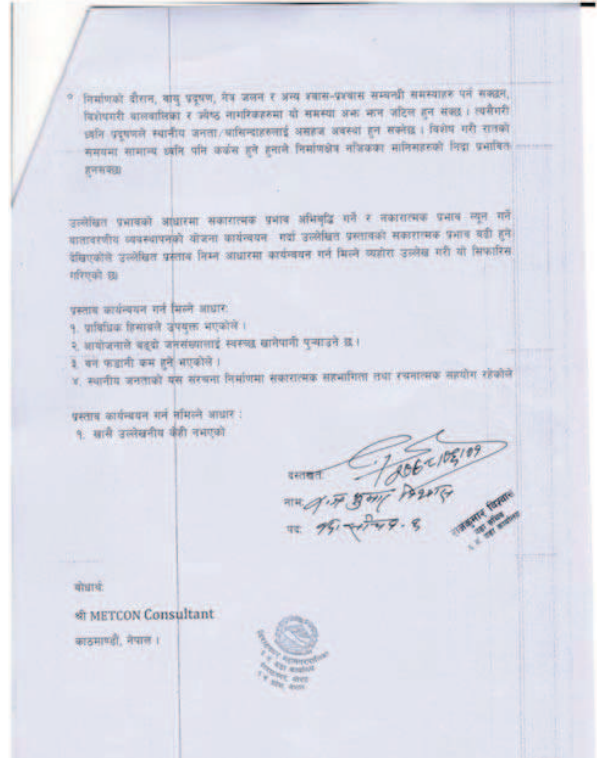 ° निर्माणको दौरान, वायु प्रदूषण, नेत्र जलन र अन्य श्वास-प्रश्वास सम्बन्धी समस्याहरु पर्न सक्छन्,
विशेषगरी बालबालिका र ज्येष्ठ नागरिकहरुमा यो समस्या अझ जटिल हुन सक्छ । त्यसैगरी
ध्वनि प्रदूषणले स्थानीय जनता/बासिन्दाहरुलाई असहज अवस्था हुन सक्नेछ । विशेष गरी रातको
समयमा सामान्य ध्वनि पनि कर्कस हुने हुनाले निर्माणक्षेत्र नजिकका मानिसहरुको निद्रा प्रभावित
हुनसक्छ
उल्लेखित प्रभावको आधारमा सकारात्मक प्रभाव अभिवृद्धि गर्ने र नकारात्मक प्रभाव न्यून गर्ने
वातावरणीय व्यवस्थापनको योजना कार्यन्वयन गर्दा उल्लेखित प्रस्तावको सकारात्मक प्रभाव बढी हुने
देखिएकोले उल्लेखित प्रस्ताव निम्न आधारमा कार्यन्वयन गर्न मिल्ने व्यहोरा उल्लेख गरी यो सिफारिस
गरिएको छ।
प्रस्ताव कार्यन्वयन गर्न मिल्ने आधार:
१. प्राविधिक हिसाबले उपयुक्त भएकोले ।
२. आयोजनाले बढ्दो जनसंख्यालाई स्वच्छ खानेपानी पुऱ्याउने छ ।
३. वन फडानी कम हुने भएकोले ।
४. स्थानीय जनताको यस संरचना निर्माणमा सकारात्मक सहभागिता तथा रचनात्मक सहयोग रहेकोले
प्रस्ताव कार्यन्वयन गर्न नमिल्ने आधार :
१. खासै उल्लेखनीय केही नभएको
दस्तखत:
नाम:
पद:
बोधार्थ:
श्री METCON Consultant
काठमाण्डौ, नेपाल ।